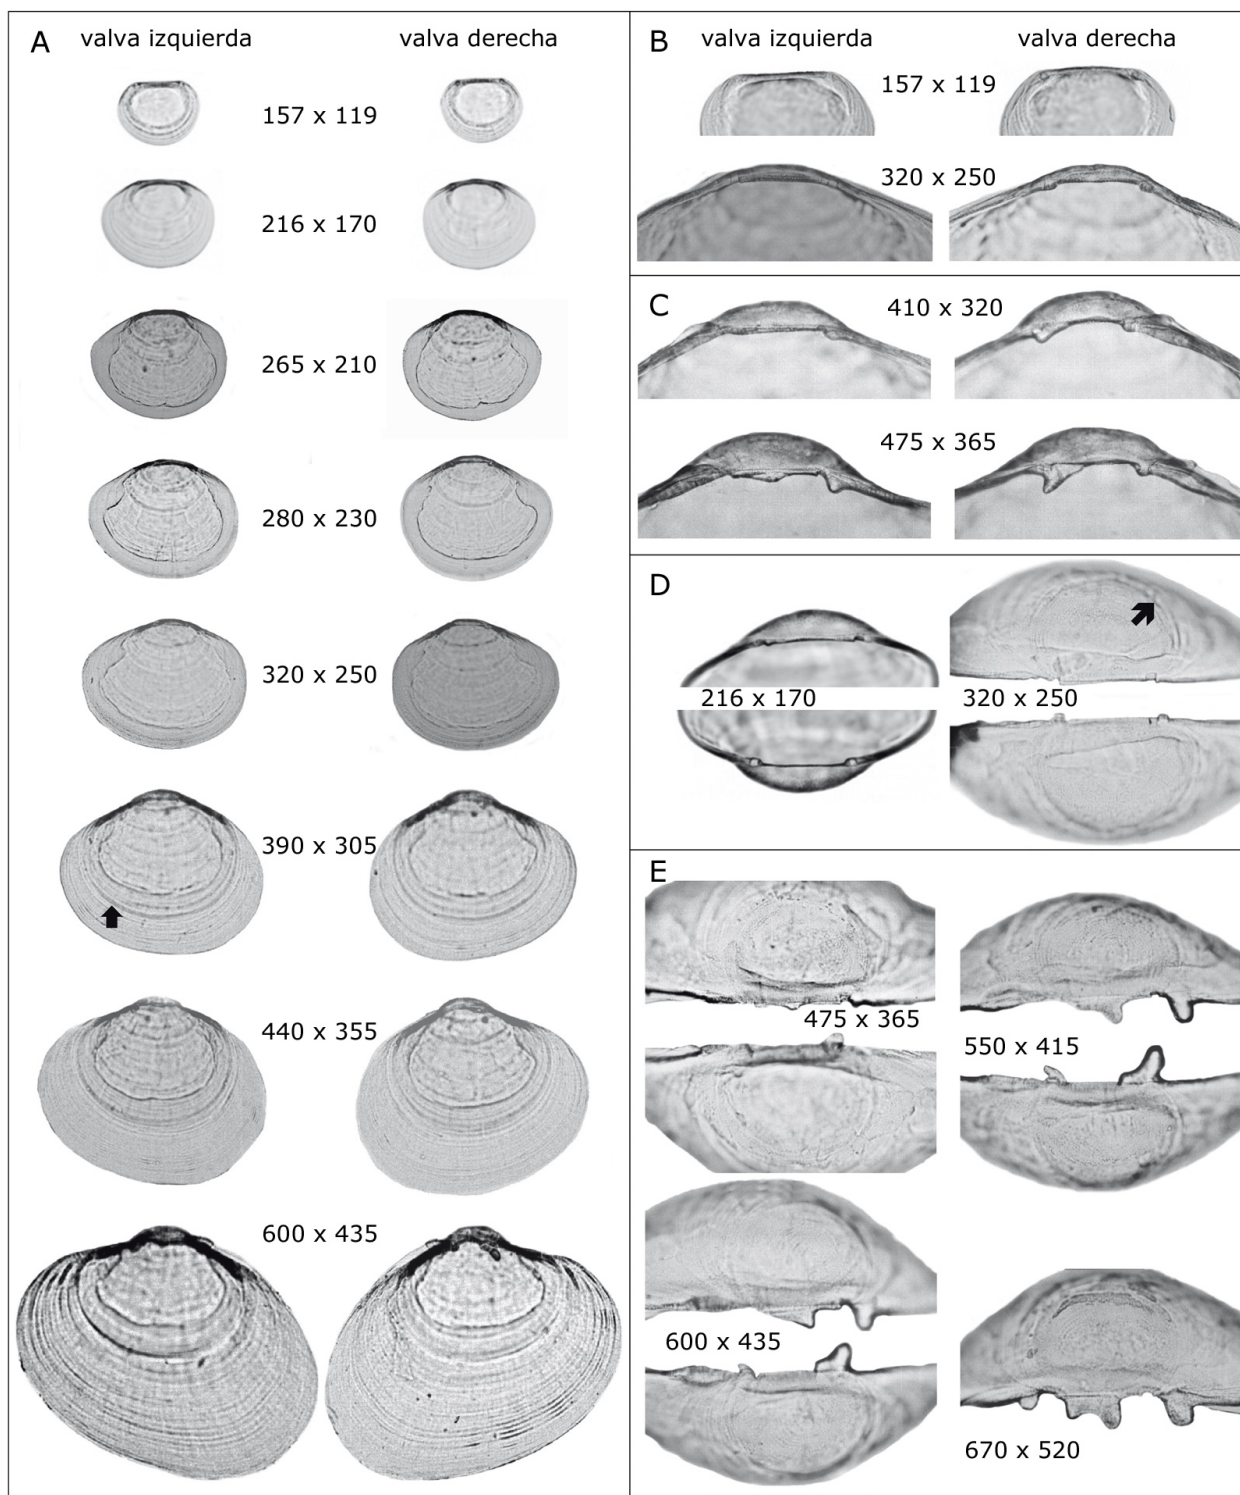 A
valva izquierda
valva derecha
157 x 119
216 x 170
265 x 210
280 x 230
320 x 250
390 x 305
440 x 355
600 x 435
B
valva izquierda
valva derecha
157 x 119
320 x 250
C
410 x 320
475 x 365
D
216 x 170
320 x 250
E
475 x 365
550 x 415
600 x 435
670 x 520